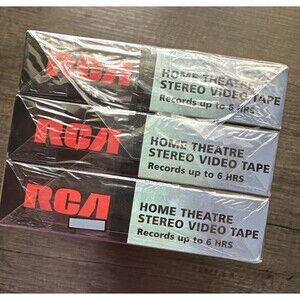 RCA
HOME THEATRE
STEREO VIDEO TAPE
Records up to 6 HRS
RCA
HOME THEATRE
STEREO VIDEO TAPE
Records up to 6 HRS
RCA
HOME THEATRE
STEREO VIDEO TAPE
Records up to 6 HRS